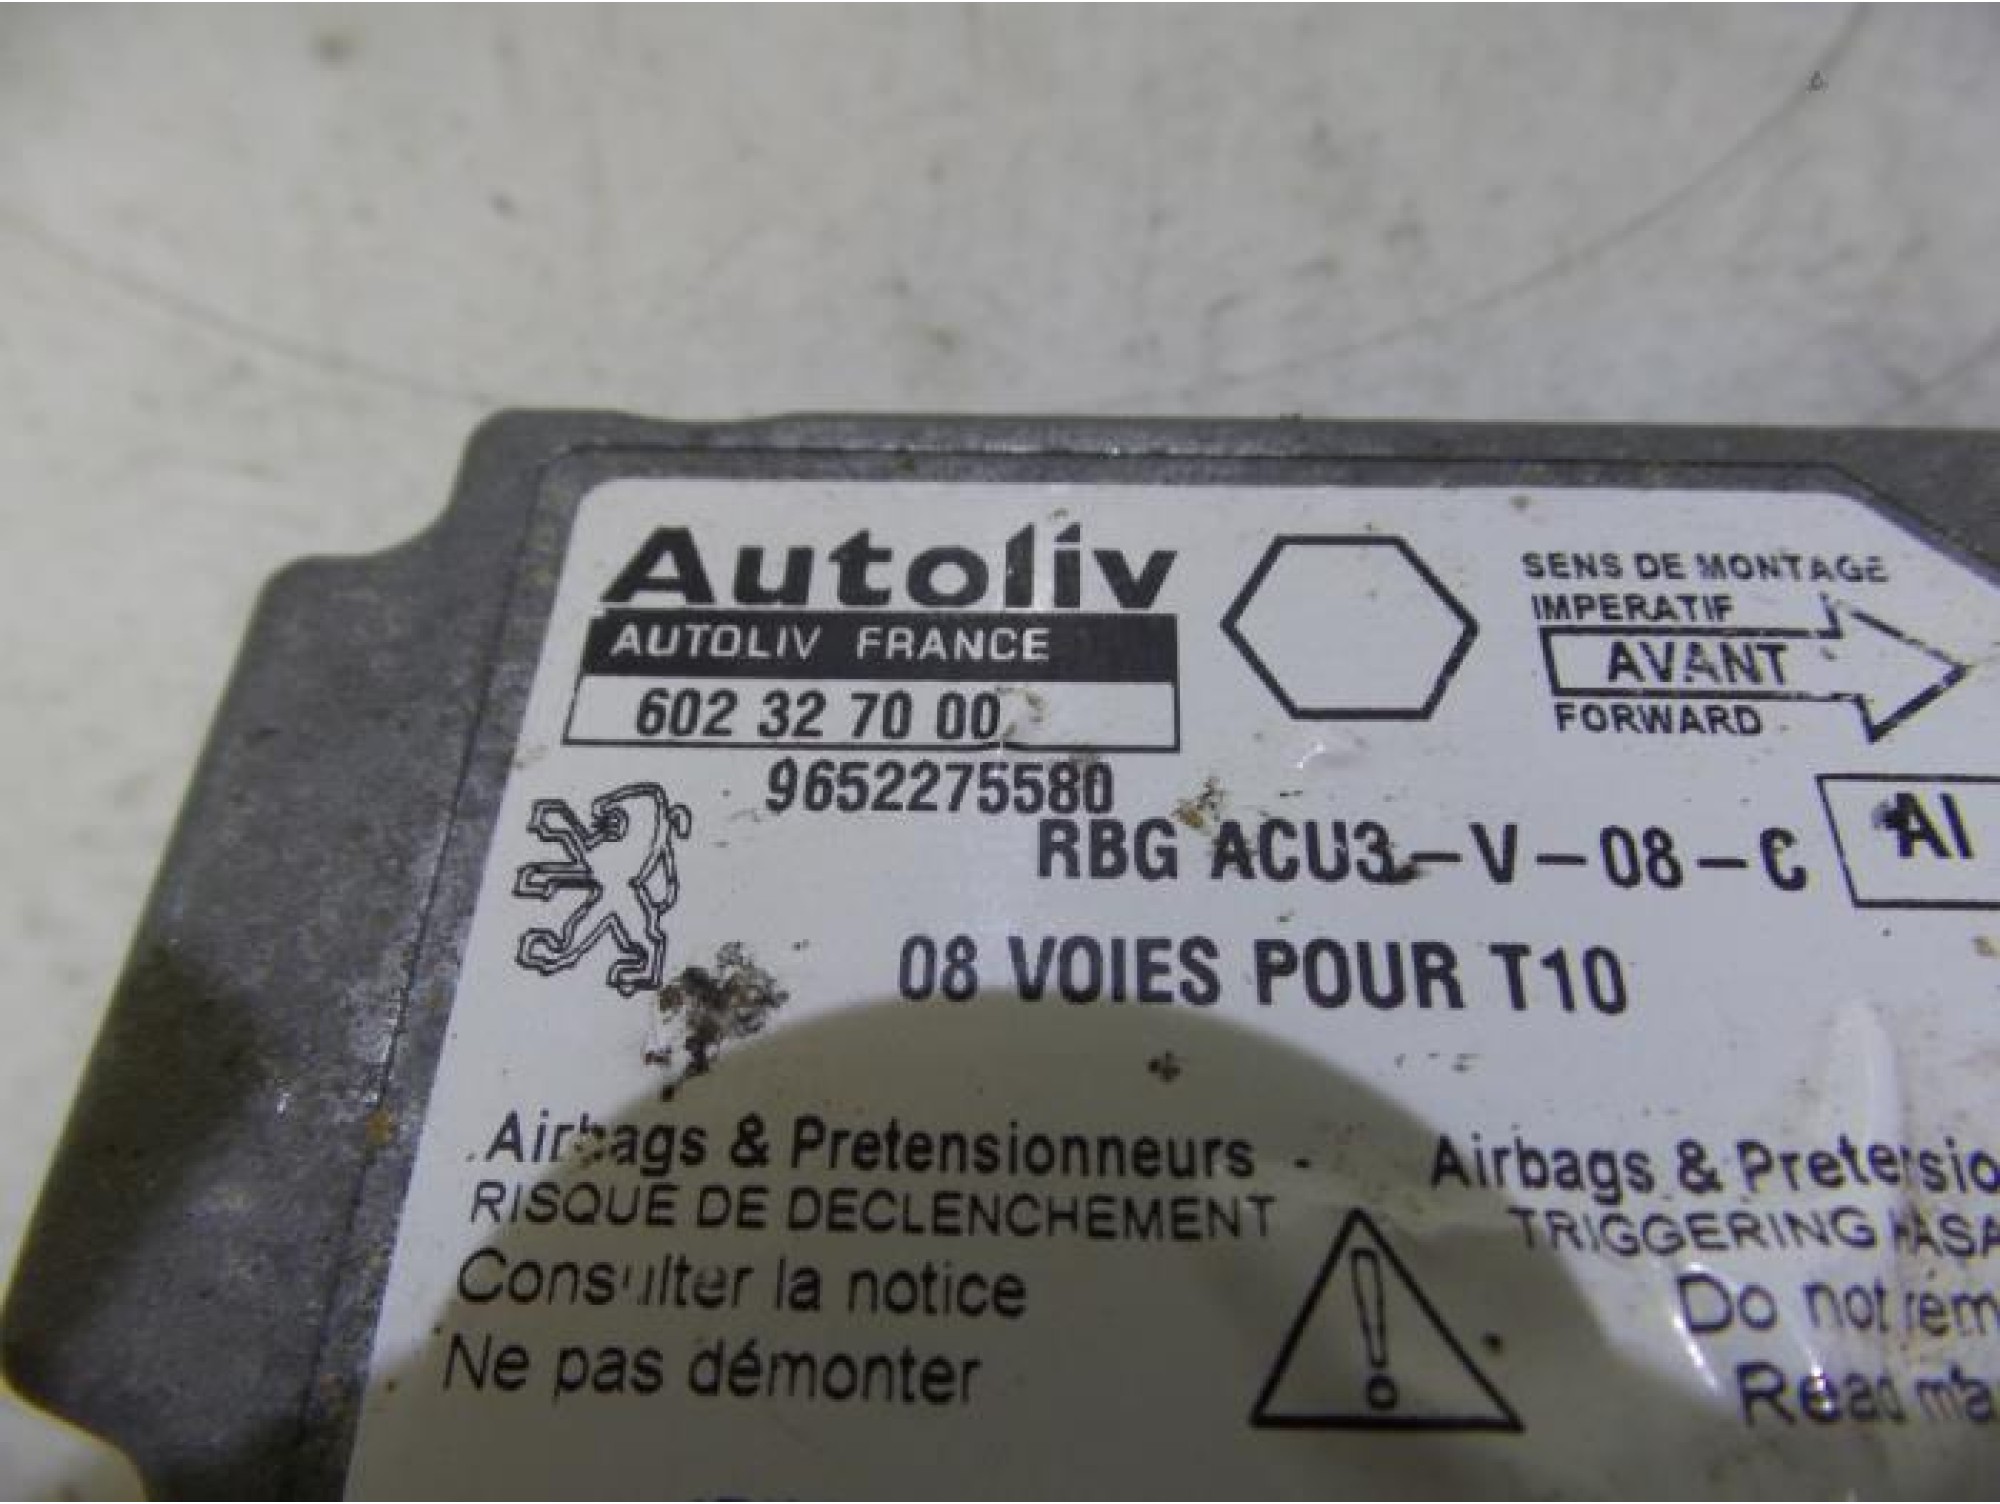 Autoliv
AUTOLIV FRANCE
602 32 70 00
9652275580
SENS DE MONTAGE
IMPERATIF
AVANT
FORWARD
RBG ACU3-V-08-C
AI
08 VOIES POUR T10
Airbags & Pretensionneurs -
RISQUE DE DECLENCHEMENT
Consulter la notice
Ne pas démonter
Airbags & Pretensio
TRIGGERING
Do not rem
Read ma